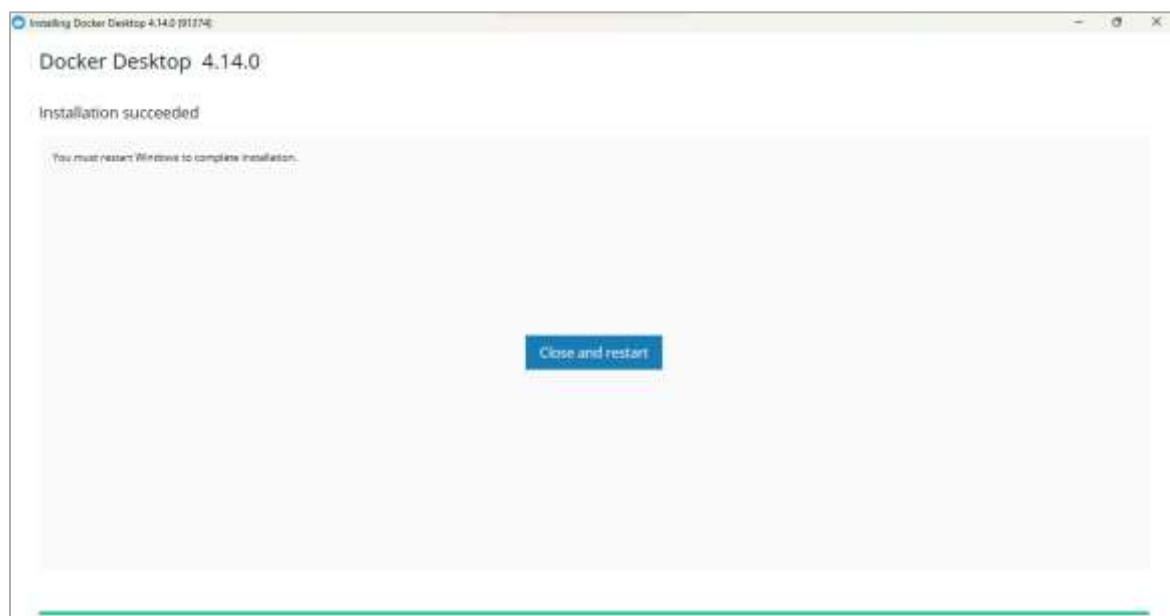 Installing Docker Desktop 4.14.0 (91374)
Docker Desktop 4.14.0
Installation succeeded
You must restart Windows to complete installation.
Close and restart